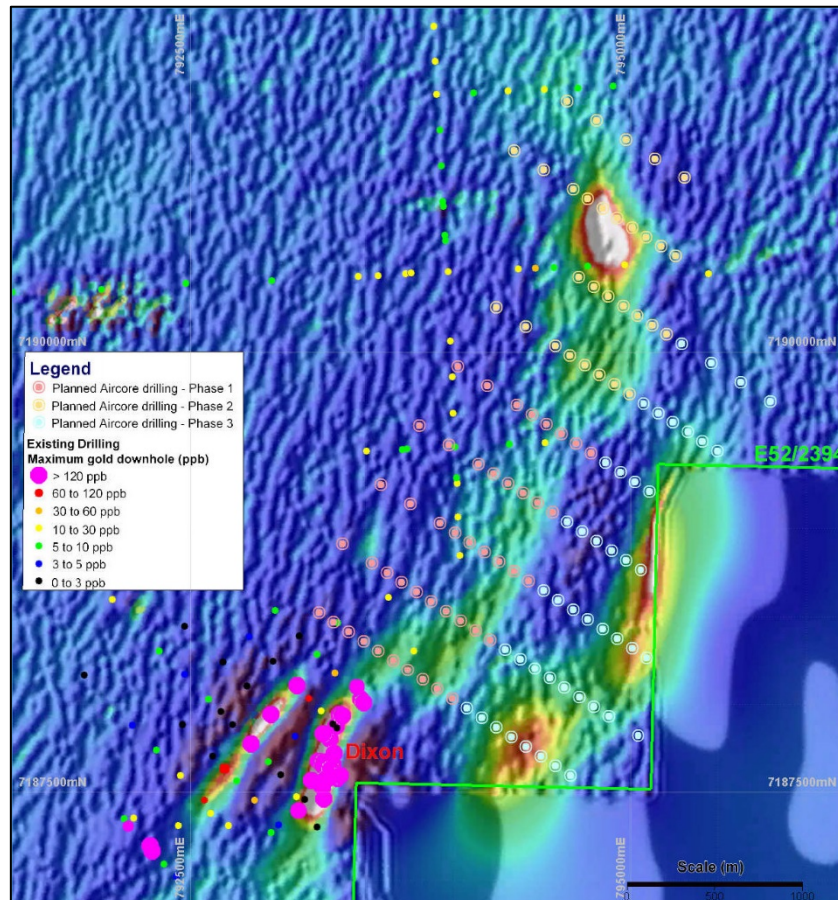 792500mE
795000mE
7190000mN
7190000mN
Legend
Planned Aircore drilling - Phase 1
Planned Aircore drilling - Phase 2
Planned Aircore drilling - Phase 3
Existing Drilling
Maximum gold downhole (ppb)
> 120 ppb
60 to 120 ppb
30 to 60 ppb
10 to 30 ppb
5 to 10 ppb
3 to 5 ppb
0 to 3 ppb
E52/2394
Dixon
7187500mN
7187500mN
792500mE
795000mE
Scale (m)
0
500
1000